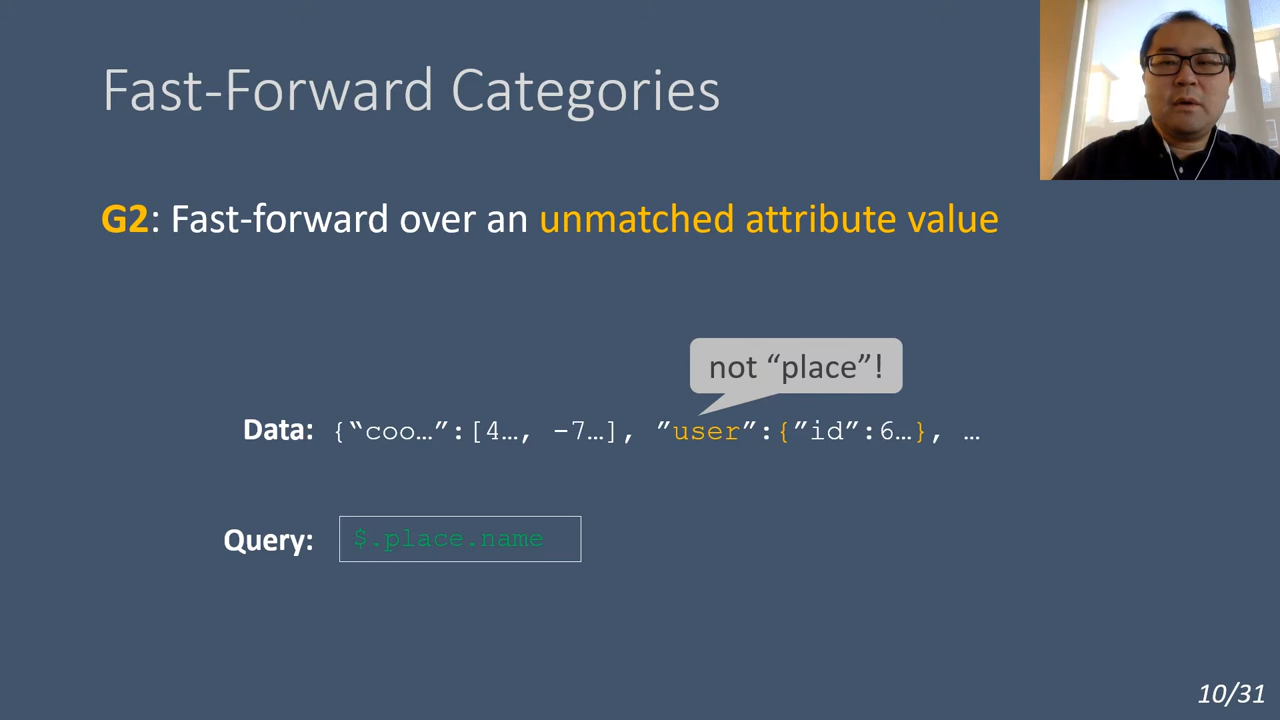 Fast-Forward Categories
G2: Fast-forward over an unmatched attribute value
not “place”!
Data: {“coo…”:[4…, -7…], ”user”:{”id”:6…}, …
Query: $.place.name
10/31